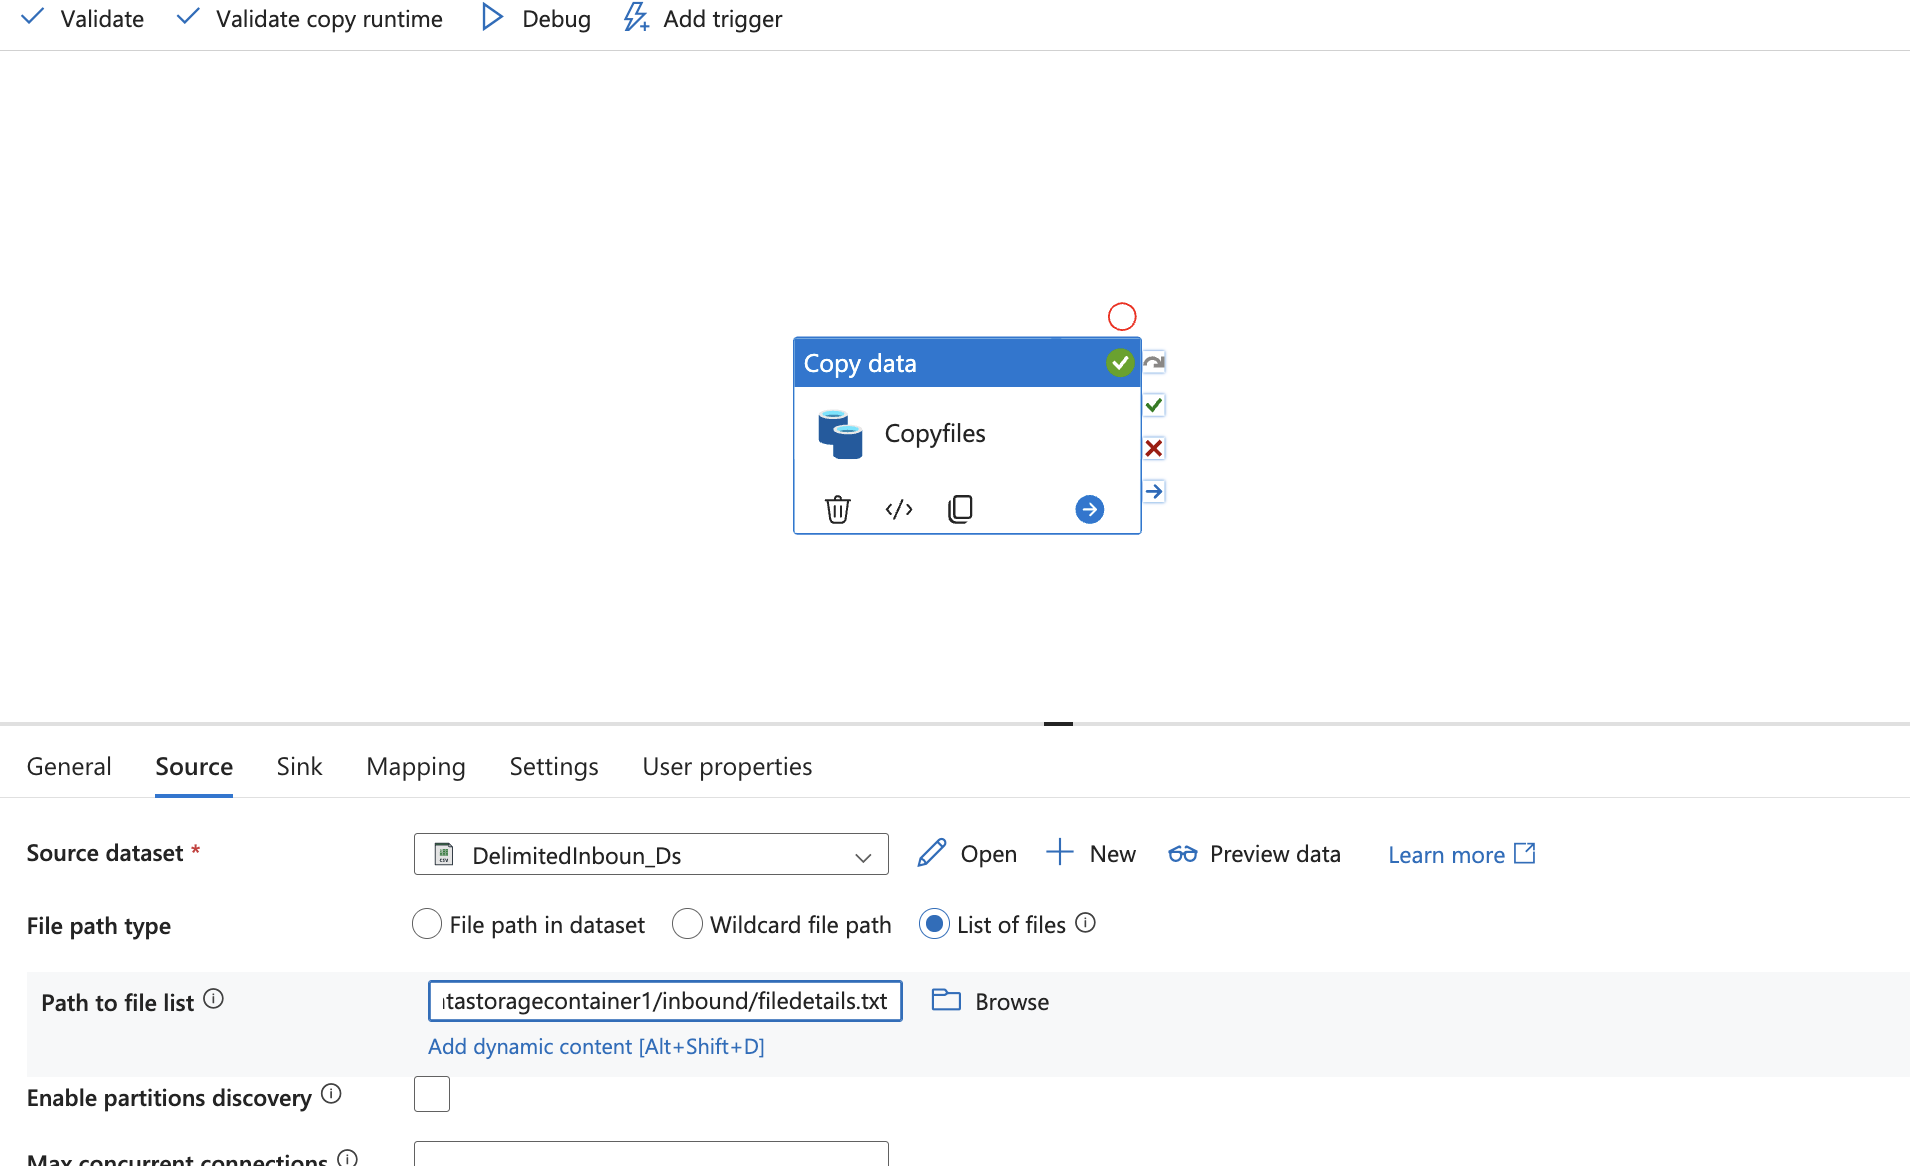 Validate Validate copy runtime Debug Add trigger
Copy data
Copyfiles
General Source Sink Mapping Settings User properties
Source dataset * DelimitedInboun_Ds Open New Preview data Learn more
File path type File path in dataset Wildcard file path List of files
Path to file list tastoragecontainer1/inbound/filedetails.txt Browse
Add dynamic content [Alt+Shift+D]
Enable partitions discovery
Max concurrent connections